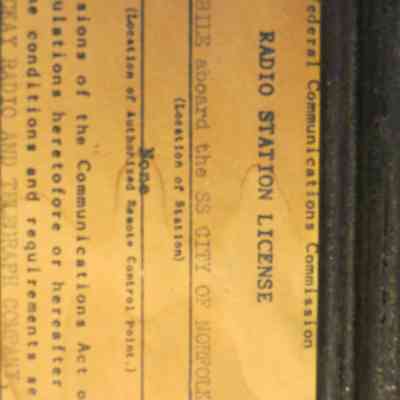 ederal Communications Commission
RADIO STATION LICENSE
BILE aboard the SS CITY OF NORFOLK
(Location of Station)
None
(Location of Authorized Remote Control Point.)
sions of the Communications Act o
ulations heretofore or hereafter
e conditions and requirements se
CKAY RADIO AND TELEGRAPH COMPANY,